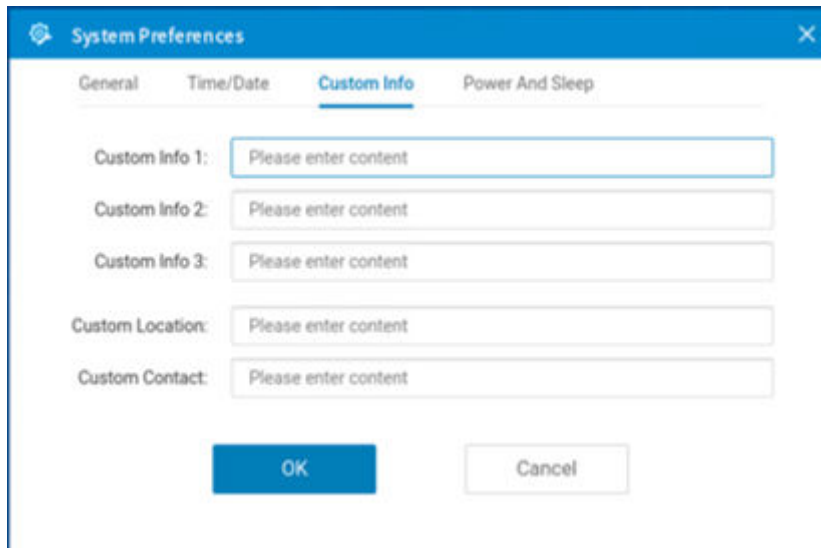 System Preferences
General Time/Date Custom Info Power And Sleep
Custom Info 1: Please enter content
Custom Info 2: Please enter content
Custom Info 3: Please enter content
Custom Location: Please enter content
Custom Contact: Please enter content
OK Cancel